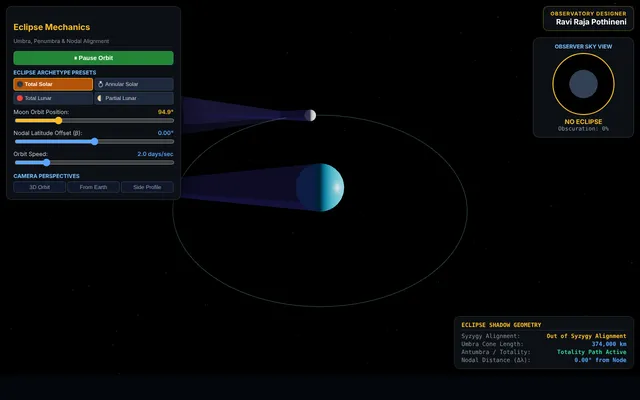 Eclipse Mechanics
Umbra, Penumbra & Nodal Alignment
⏸ Pause Orbit
ECLIPSE ARCHETYPE PRESETS
Total Solar
Annular Solar
Total Lunar
Partial Lunar
Moon Orbit Position: 94.9°
Nodal Latitude Offset (β): 0.00°
Orbit Speed: 2.0 days/sec
CAMERA PERSPECTIVES
3D Orbit
From Earth
Side Profile
OBSERVATORY DESIGNER
Ravi Raja Pothineni
OBSERVER SKY VIEW
NO ECLIPSE
Obscuration: 0%
ECLIPSE SHADOW GEOMETRY
Syzygy Alignment: Out of Syzygy Alignment
Umbra Cone Length: 374,000 km
Antumbra / Totality: Totality Path Active
Nodal Distance (Δλ): 0.00° from Node